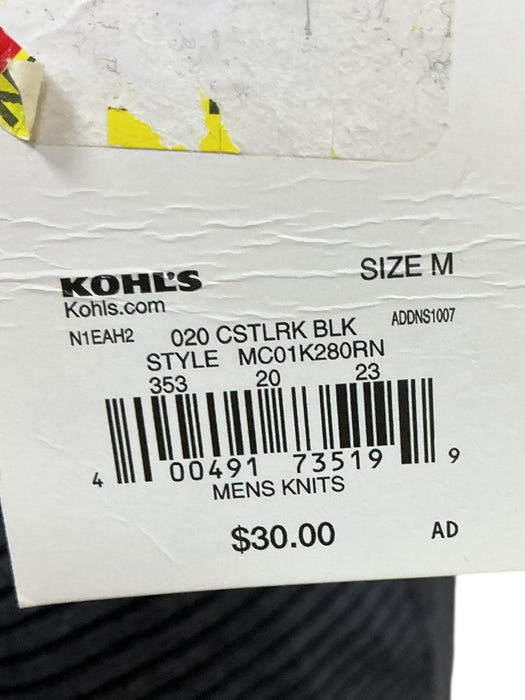 KOHL'S SIZE M
Kohls.com
N1EAH2 020 CSTLRK BLK ADDNS1007
STYLE MC01K280RN
353 20 23
4 00491 73519 9
MENS KNITS
$30.00 AD